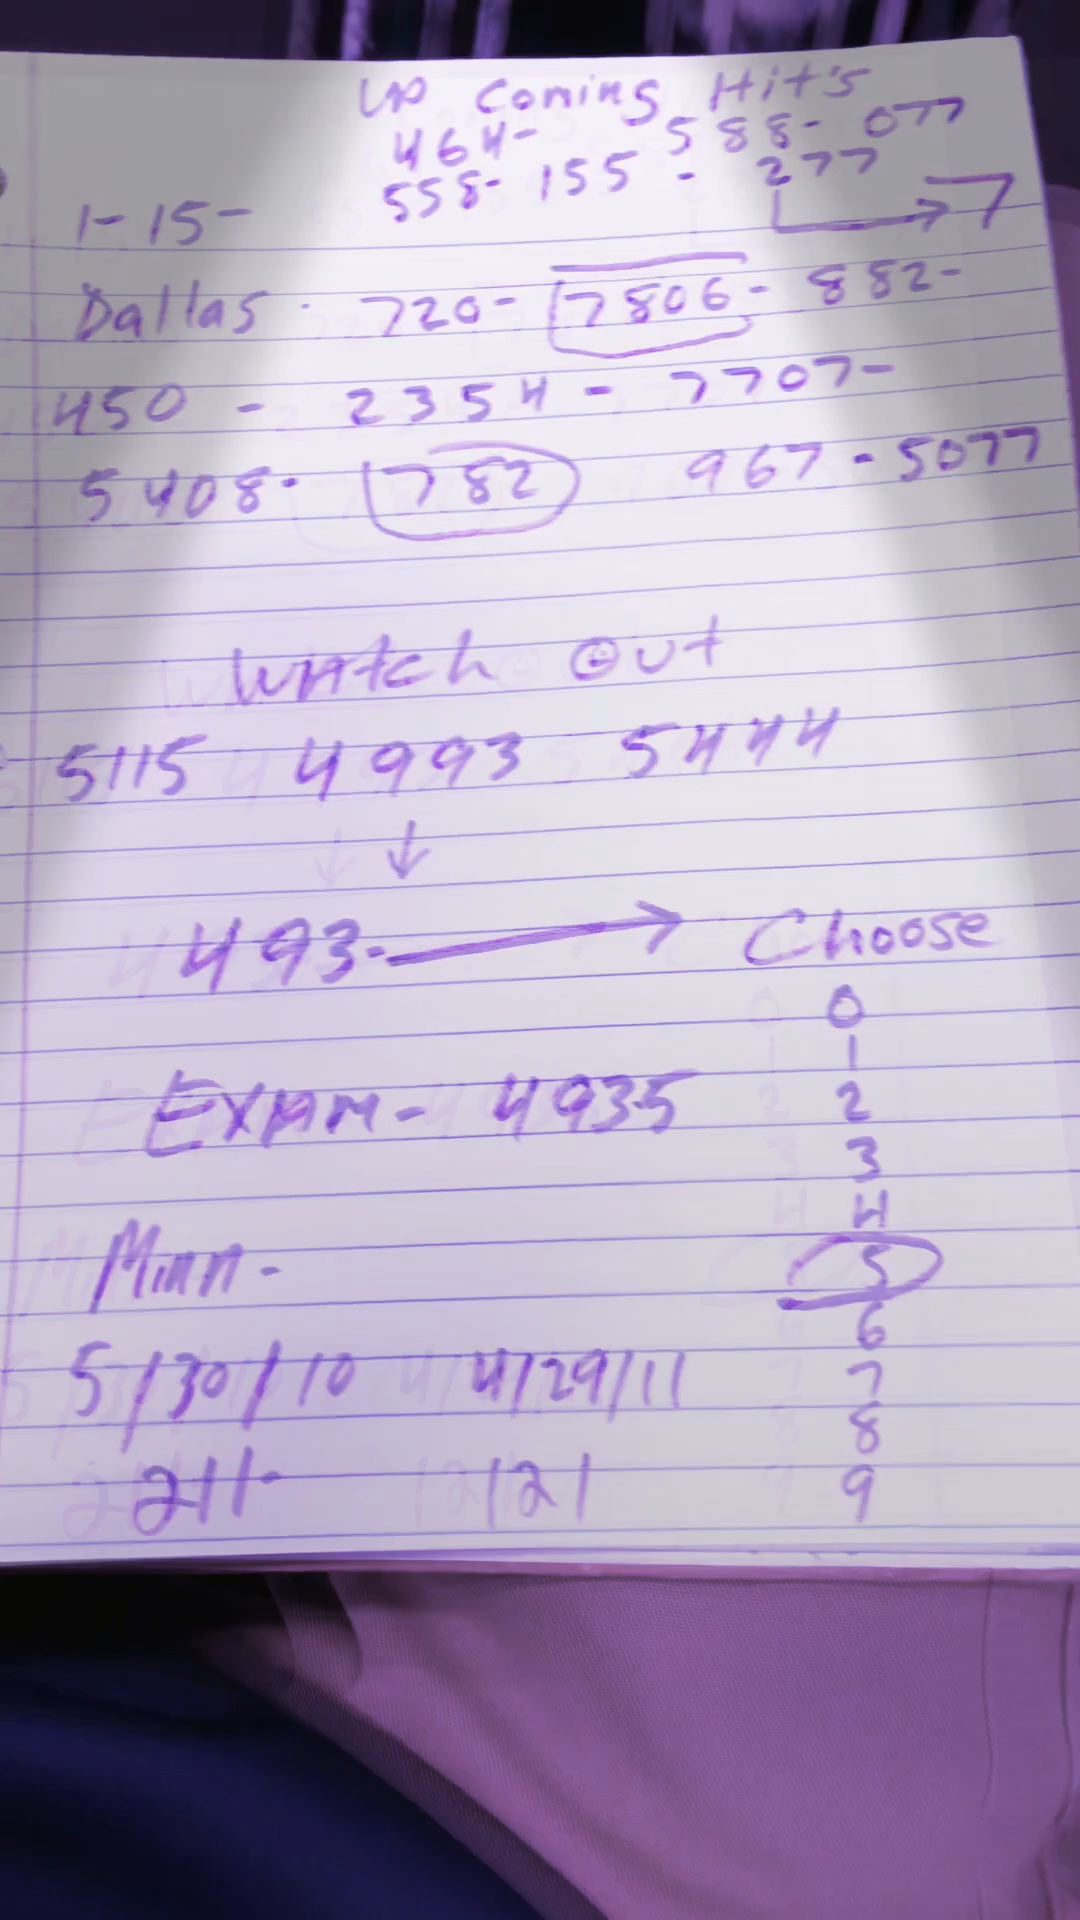 Up Coming Hit's
464- 588- 077
558- 155 - 277
1-15- 7
Dallas. 720- 7806- 882-
450 - 2354 - 7707-
5408. 782 967-5077
Watch Out
5115 4993 5444
493- Choose
0
1
2
Exam- 4935
3
4
Minn-
5
6
5/30/10 4/29/11
7
8
211- 121
9